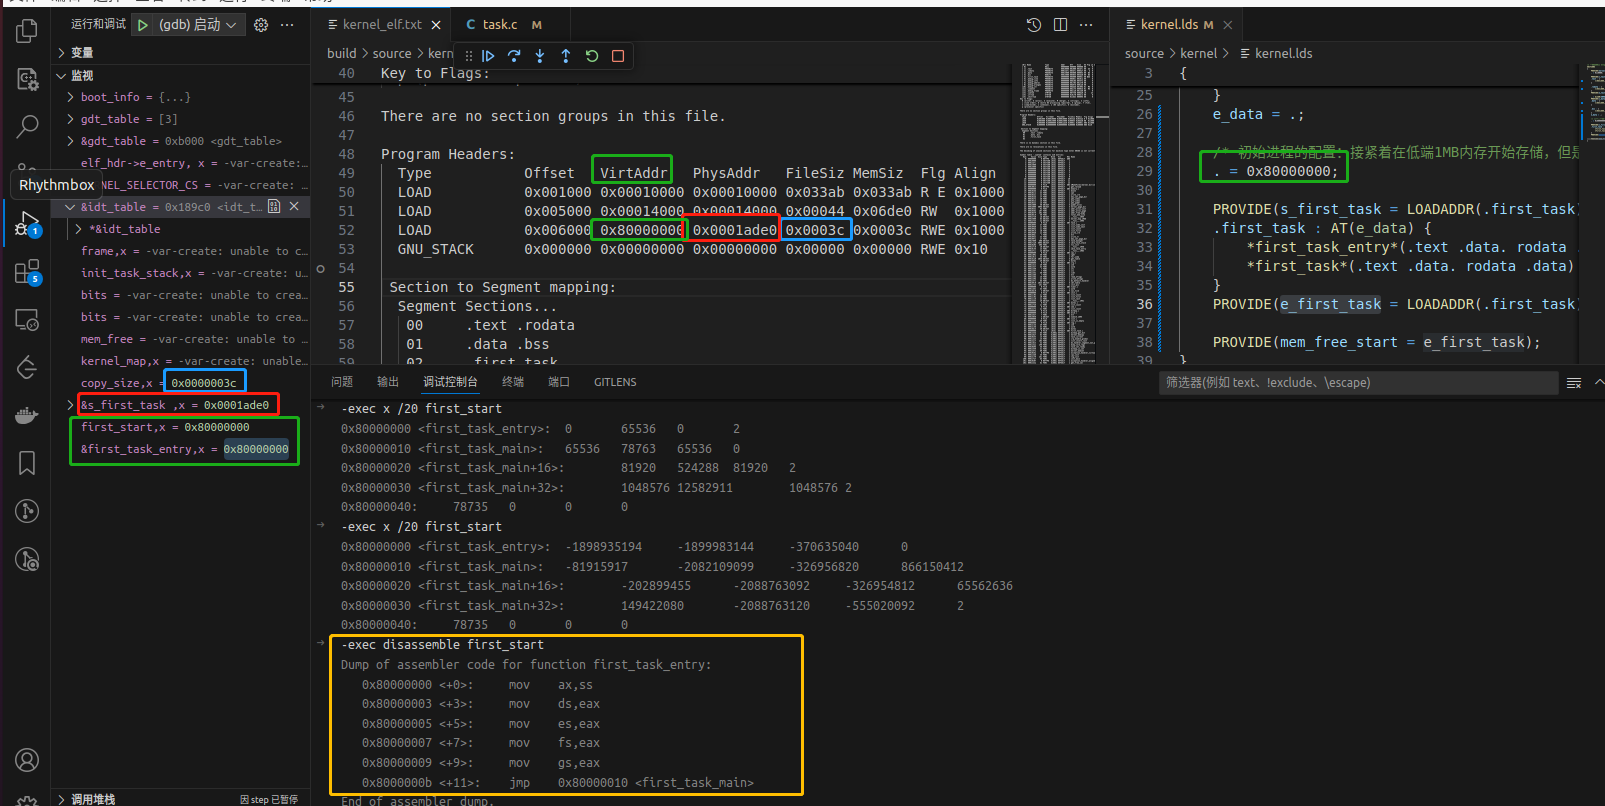 运行和调试 (gdb) 启动
变量
监视
boot_info = {...}
gdt_table = [3]
&gdt_table = 0xb000 <gdt_table>
elf_hdr->e_entry, x = -var-create:…
NEL_SELECTOR_CS = -var-create…
Rhythmbox
&idt_table = 0x189c0 <idt_t…
*&idt_table
frame,x = -var-create: unable to c…
init_task_stack,x = -var-create: u…
bits = -var-create: unable to crea…
bits = -var-create: unable to crea…
mem_free = -var-create: unable to …
kernel_map,x = -var-create: unable…
copy_size,x = 0x0000003c
&s_first_task ,x = 0x0001ade0
first_start,x = 0x80000000
&first_task_entry,x = 0x80000000
1
5
调用堆栈 因 step 已暂停
kernel_elf.txt
task.c M
build > source > kern
40 Key to Flags:
45
46 There are no section groups in this file.
47
48 Program Headers:
49 Type Offset VirtAddr PhysAddr FileSiz MemSiz Flg Align
50 LOAD 0x001000 0x00010000 0x00010000 0x033ab 0x033ab R E 0x1000
51 LOAD 0x005000 0x00014000 0x00014000 0x00044 0x06de0 RW 0x1000
52 LOAD 0x006000 0x80000000 0x0001ade0 0x0003c 0x0003c RWE 0x1000
53 GNU_STACK 0x000000 0x00000000 0x00000000 0x00000 0x00000 RWE 0x10
54
55 Section to Segment mapping:
56 Segment Sections...
57 00 .text .rodata
58 01 .data .bss
59 02 .first_task
kernel.lds M
source > kernel > kernel.lds
3 {
25 }
26 e_data = .;
27
28 /* 初始进程的配置：接紧着在低端1MB内存开始存储，但是
29 . = 0x80000000;
30
31 PROVIDE(s_first_task = LOADADDR(.first_task)
32 .first_task : AT(e_data) {
33 *first_task_entry*(.text .data. rodata
34 *first_task*(.text .data. rodata .data)
35 }
36 PROVIDE(e_first_task = LOADADDR(.first_task)
37
38 PROVIDE(mem_free_start = e_first_task);
39 }
问题 输出 调试控制台 终端 端口 GITLENS
筛选器(例如 text、!exclude、\escape)
-exec x /20 first_start
0x80000000 <first_task_entry>: 0 65536 0 2
0x80000010 <first_task_main>: 65536 78763 65536 0
0x80000020 <first_task_main+16>: 81920 524288 81920 2
0x80000030 <first_task_main+32>: 1048576 12582911 1048576 2
0x80000040: 78735 0 0 0
-exec x /20 first_start
0x80000000 <first_task_entry>: -1898935194 -1899983144 -370635040 0
0x80000010 <first_task_main>: -81915917 -2082109099 -326956820 866150412
0x80000020 <first_task_main+16>: -202899455 -2088763092 -326954812 65562636
0x80000030 <first_task_main+32>: 149422080 -2088763120 -555020092 2
0x80000040: 78735 0 0 0
-exec disassemble first_start
Dump of assembler code for function first_task_entry:
0x80000000 <+0>: mov ax,ss
0x80000003 <+3>: mov ds,eax
0x80000005 <+5>: mov es,eax
0x80000007 <+7>: mov fs,eax
0x80000009 <+9>: mov gs,eax
0x8000000b <+11>: jmp 0x80000010 <first_task_main>
End of assembler dump.